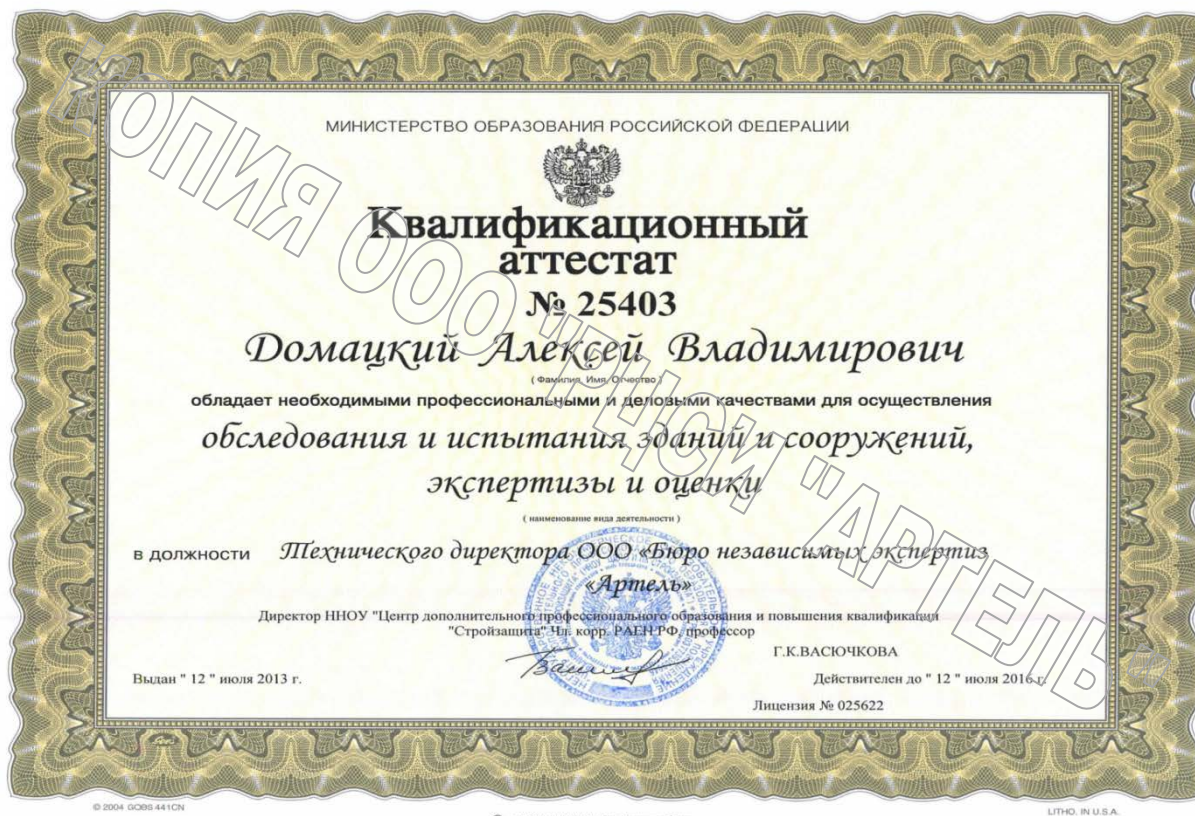 МИНИСТЕРСТВО ОБРАЗОВАНИЯ РОССИЙСКОЙ ФЕДЕРАЦИИ
Квалификационный
аттестат
№ 25403
Домацкий Алексей Владимирович
( Фамилия, Имя, Отчество )
обладает необходимыми профессиональными и деловыми качествами для осуществления
обследования и испытания зданий и сооружений,
экспертизы и оценки
( наименование вида деятельности )
в должности Технического директора ООО «Бюро независимых экспертиз
«Артель»
Директор ННОУ "Центр дополнительного профессионального образования и повышения квалификации
"Стройзащита" Чл. корр. РАЕН РФ, профессор
Г.К.ВАСЮЧКОВА
Выдан " 12 " июля 2013 г.
Действителен до " 12 " июля 2016 г.
Лицензия № 025622
КОПИЯ ООО "РЦСИ "АРТЕЛЬ"
© 2004 GOES 441CN
LITHO. IN U.S.A.